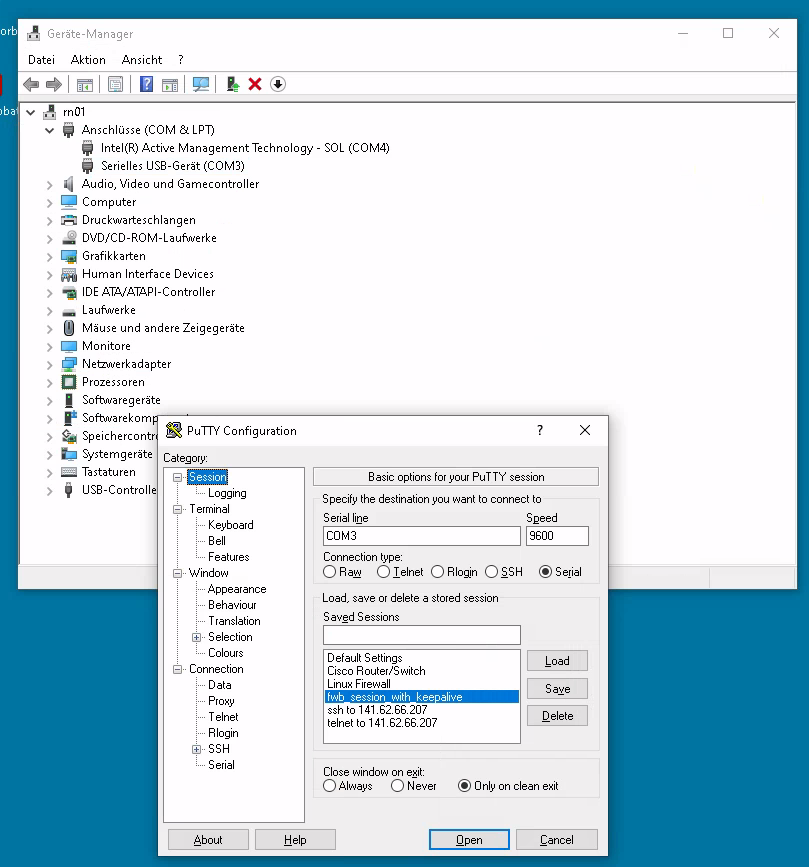 orb
Geräte-Manager
Datei Aktion Ansicht ?
obat
rn01
Anschlüsse (COM & LPT)
Intel(R) Active Management Technology - SOL (COM4)
Serielles USB-Gerät (COM3)
Audio, Video und Gamecontroller
Computer
Druckwarteschlangen
DVD/CD-ROM-Laufwerke
Grafikkarten
Human Interface Devices
IDE ATA/ATAPI-Controller
Laufwerke
Mäuse und andere Zeigegeräte
Monitore
Netzwerkadapter
Prozessoren
Softwaregeräte
Softwarekomp
Speichercontr
Systemgeräte
Tastaturen
USB-Controlle
PuTTY Configuration
?
Category:
Session
Logging
Terminal
Keyboard
Bell
Features
Window
Appearance
Behaviour
Translation
Selection
Colours
Connection
Data
Proxy
Telnet
Rlogin
SSH
Serial
Basic options for your PuTTY session
Specify the destination you want to connect to
Serial line Speed
COM3 9600
Connection type:
Raw Telnet Rlogin SSH Serial
Load, save or delete a stored session
Saved Sessions
Default Settings
Cisco Router/Switch
Linux Firewall
fwb_session_with_keepalive
ssh to 141.62.66.207
telnet to 141.62.66.207
Load
Save
Delete
Close window on exit:
Always Never Only on clean exit
About Help Open Cancel